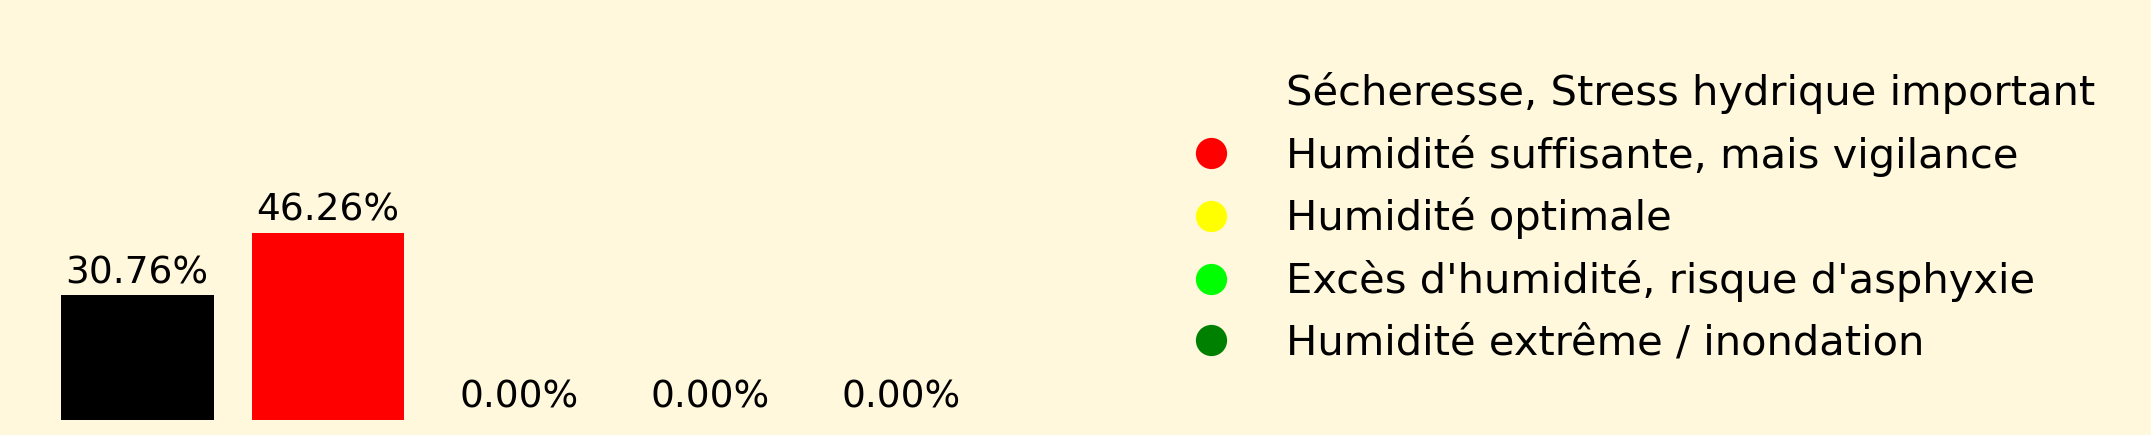 30.76%
46.26%
0.00%
0.00%
0.00%
Sécheresse, Stress hydrique important
Humidité suffisante, mais vigilance
Humidité optimale
Excès d'humidité, risque d'asphyxie
Humidité extrême / inondation